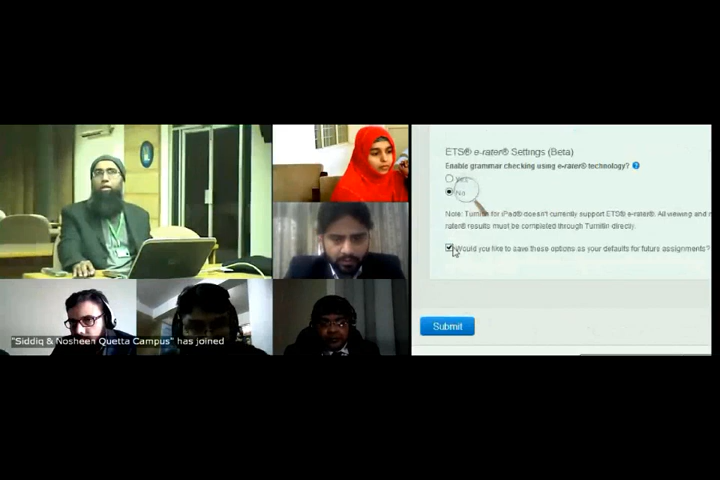 ETS® e-rater® Settings (Beta)
Enable grammar checking using e-rater® technology?
Yes
No
Note: Turnitin for iPad® doesn't currently support ETS® e-rater®. All viewing and
rater® results must be completed through Turnitin directly.
Would you like to save these options as your defaults for future assignments?
Submit
"Siddiq & Nosheen Quetta Campus" has joined